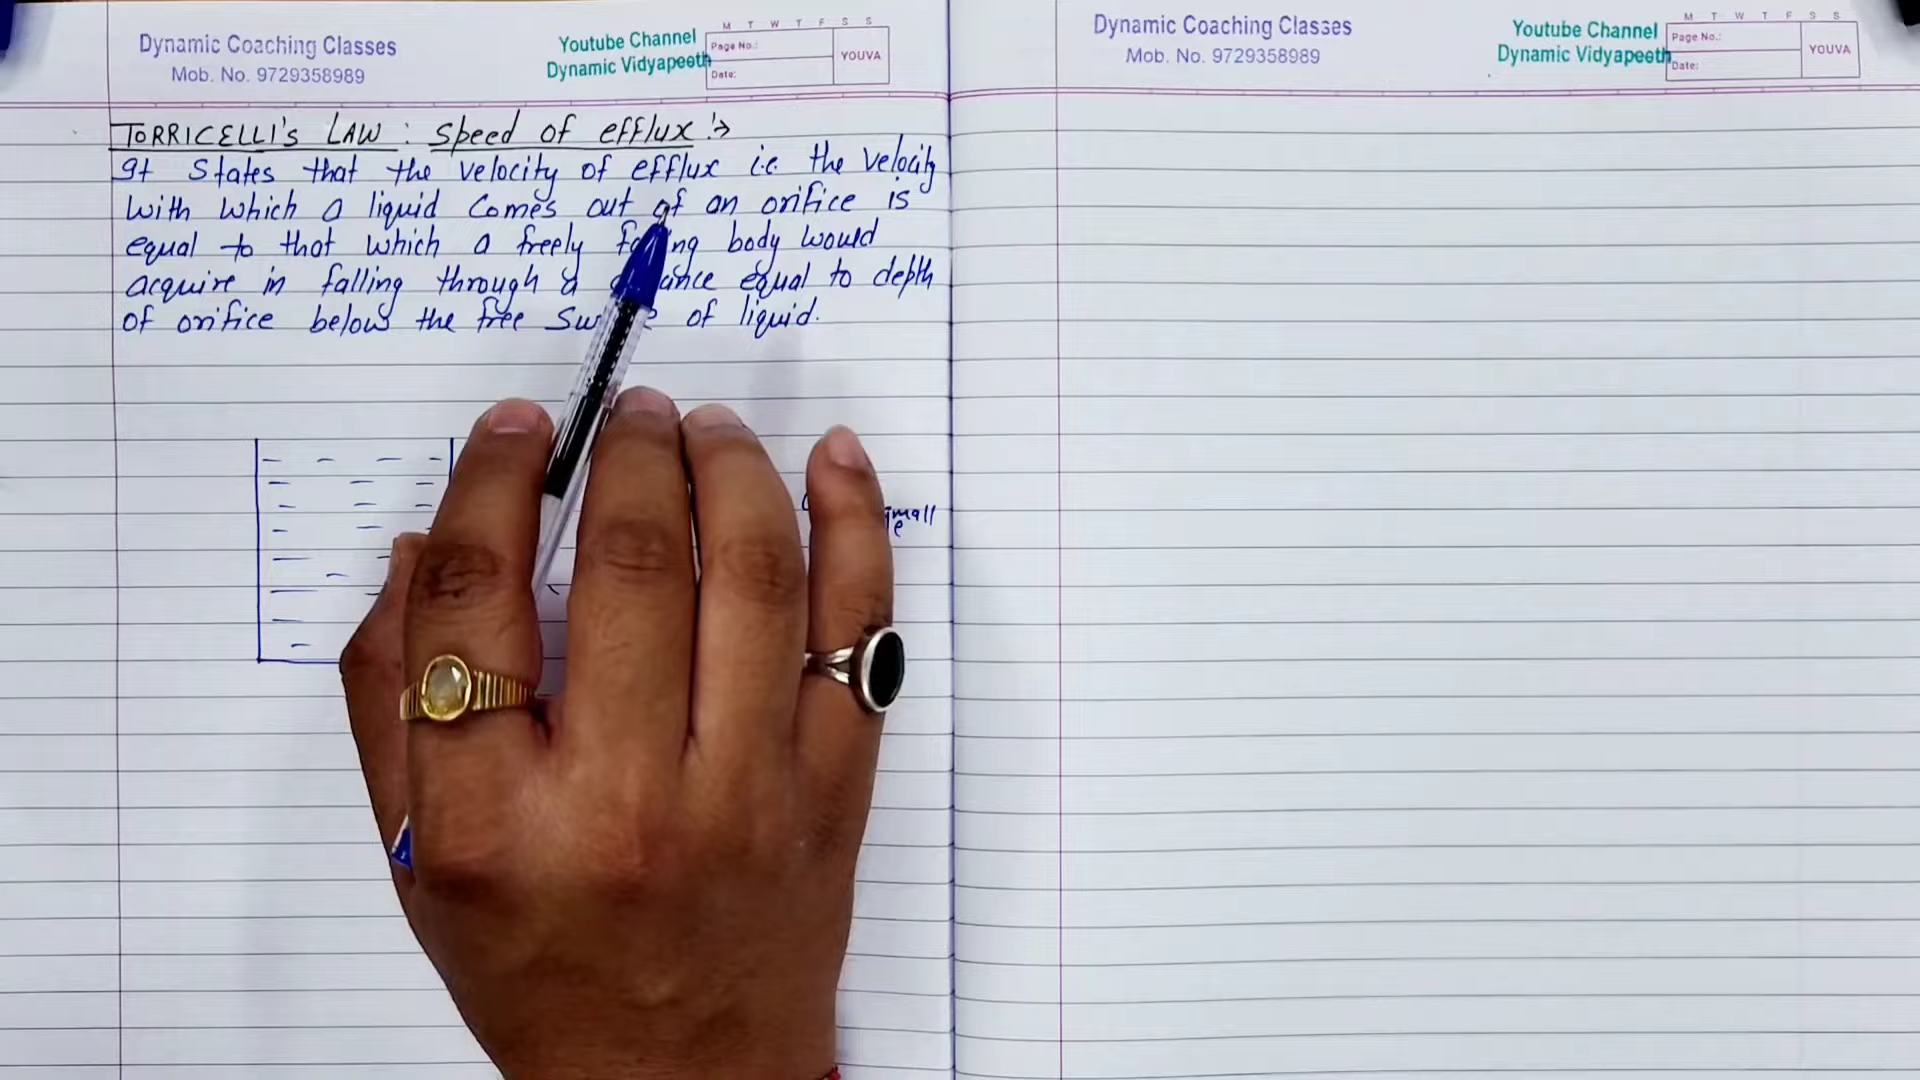 Dynamic Coaching Classes
Mob. No. 9729358989
Youtube Channel
Dynamic Vidyapeeth
M T W T F S S
Page No.:
Date:
YOUVA
TORRICELLI's LAW : Speed of efflux :→
It states that the velocity of efflux i.e. the velocity
with which a liquid comes out of an orifice is
equal to that which a freely body would
acquire in falling through a equal to depth
of orifice below the free of liquid.
small
Dynamic Coaching Classes
Mob. No. 9729358989
Youtube Channel
Dynamic Vidyapeeth
M T W T F S S
Page No.:
Date:
YOUVA